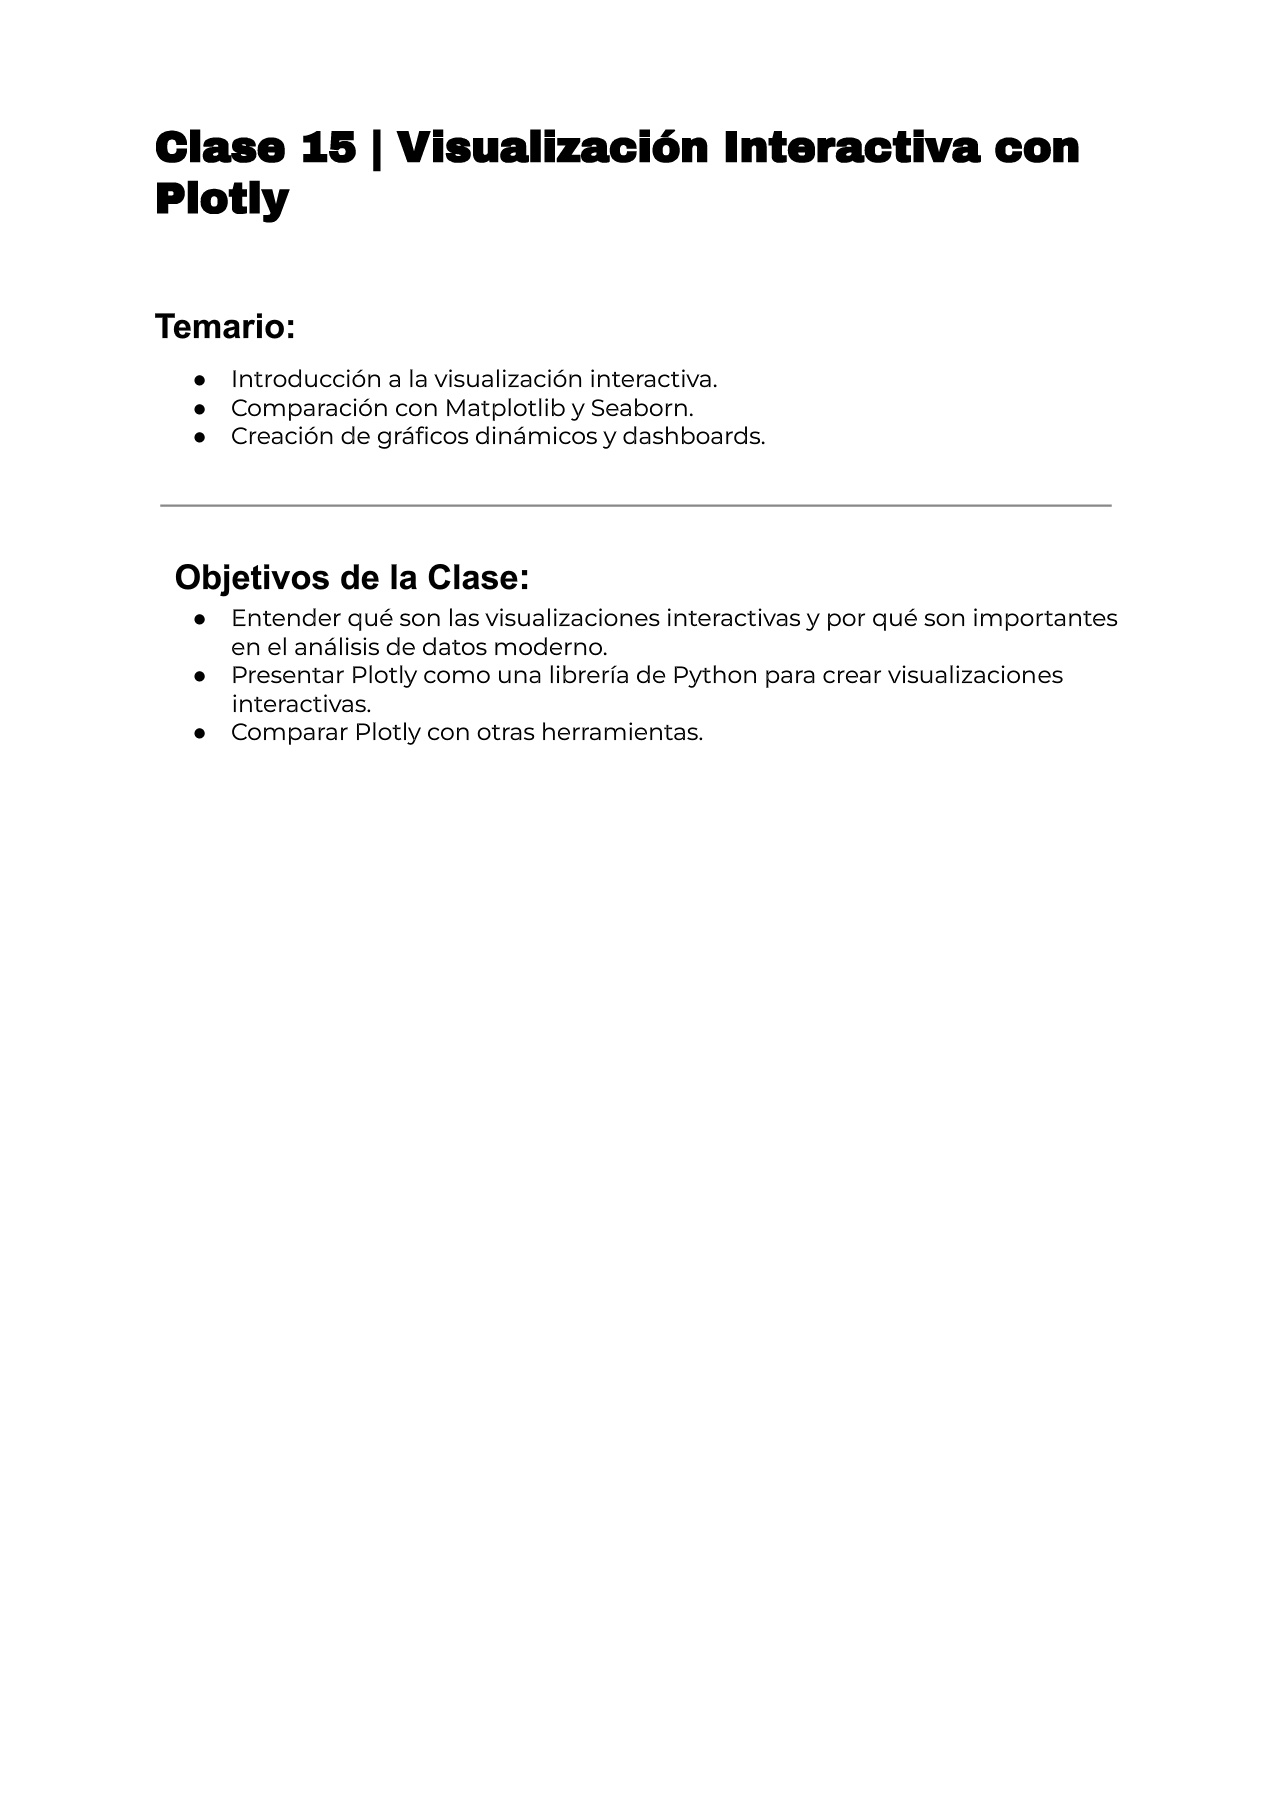 Clase 15 | Visualización Interactiva con
Plotly
Temario:
● Introducción a la visualización interactiva.
● Comparación con Matplotlib y Seaborn.
● Creación de gráficos dinámicos y dashboards.
Objetivos de la Clase:
● Entender qué son las visualizaciones interactivas y por qué son importantes
en el análisis de datos moderno.
● Presentar Plotly como una librería de Python para crear visualizaciones
interactivas.
● Comparar Plotly con otras herramientas.